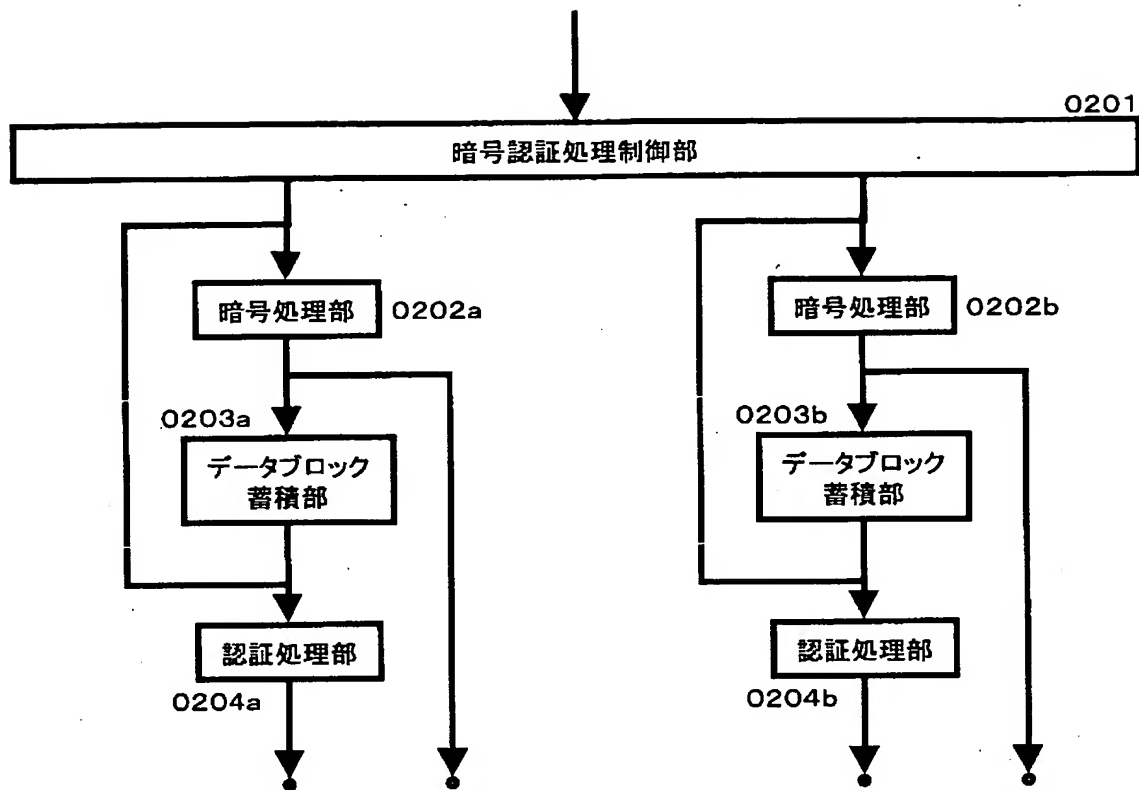 0201
暗号認証処理制御部
暗号処理部
0202a
暗号処理部
0202b
0203a
データブロック
蓄積部
0203b
データブロック
蓄積部
認証処理部
0204a
認証処理部
0204b